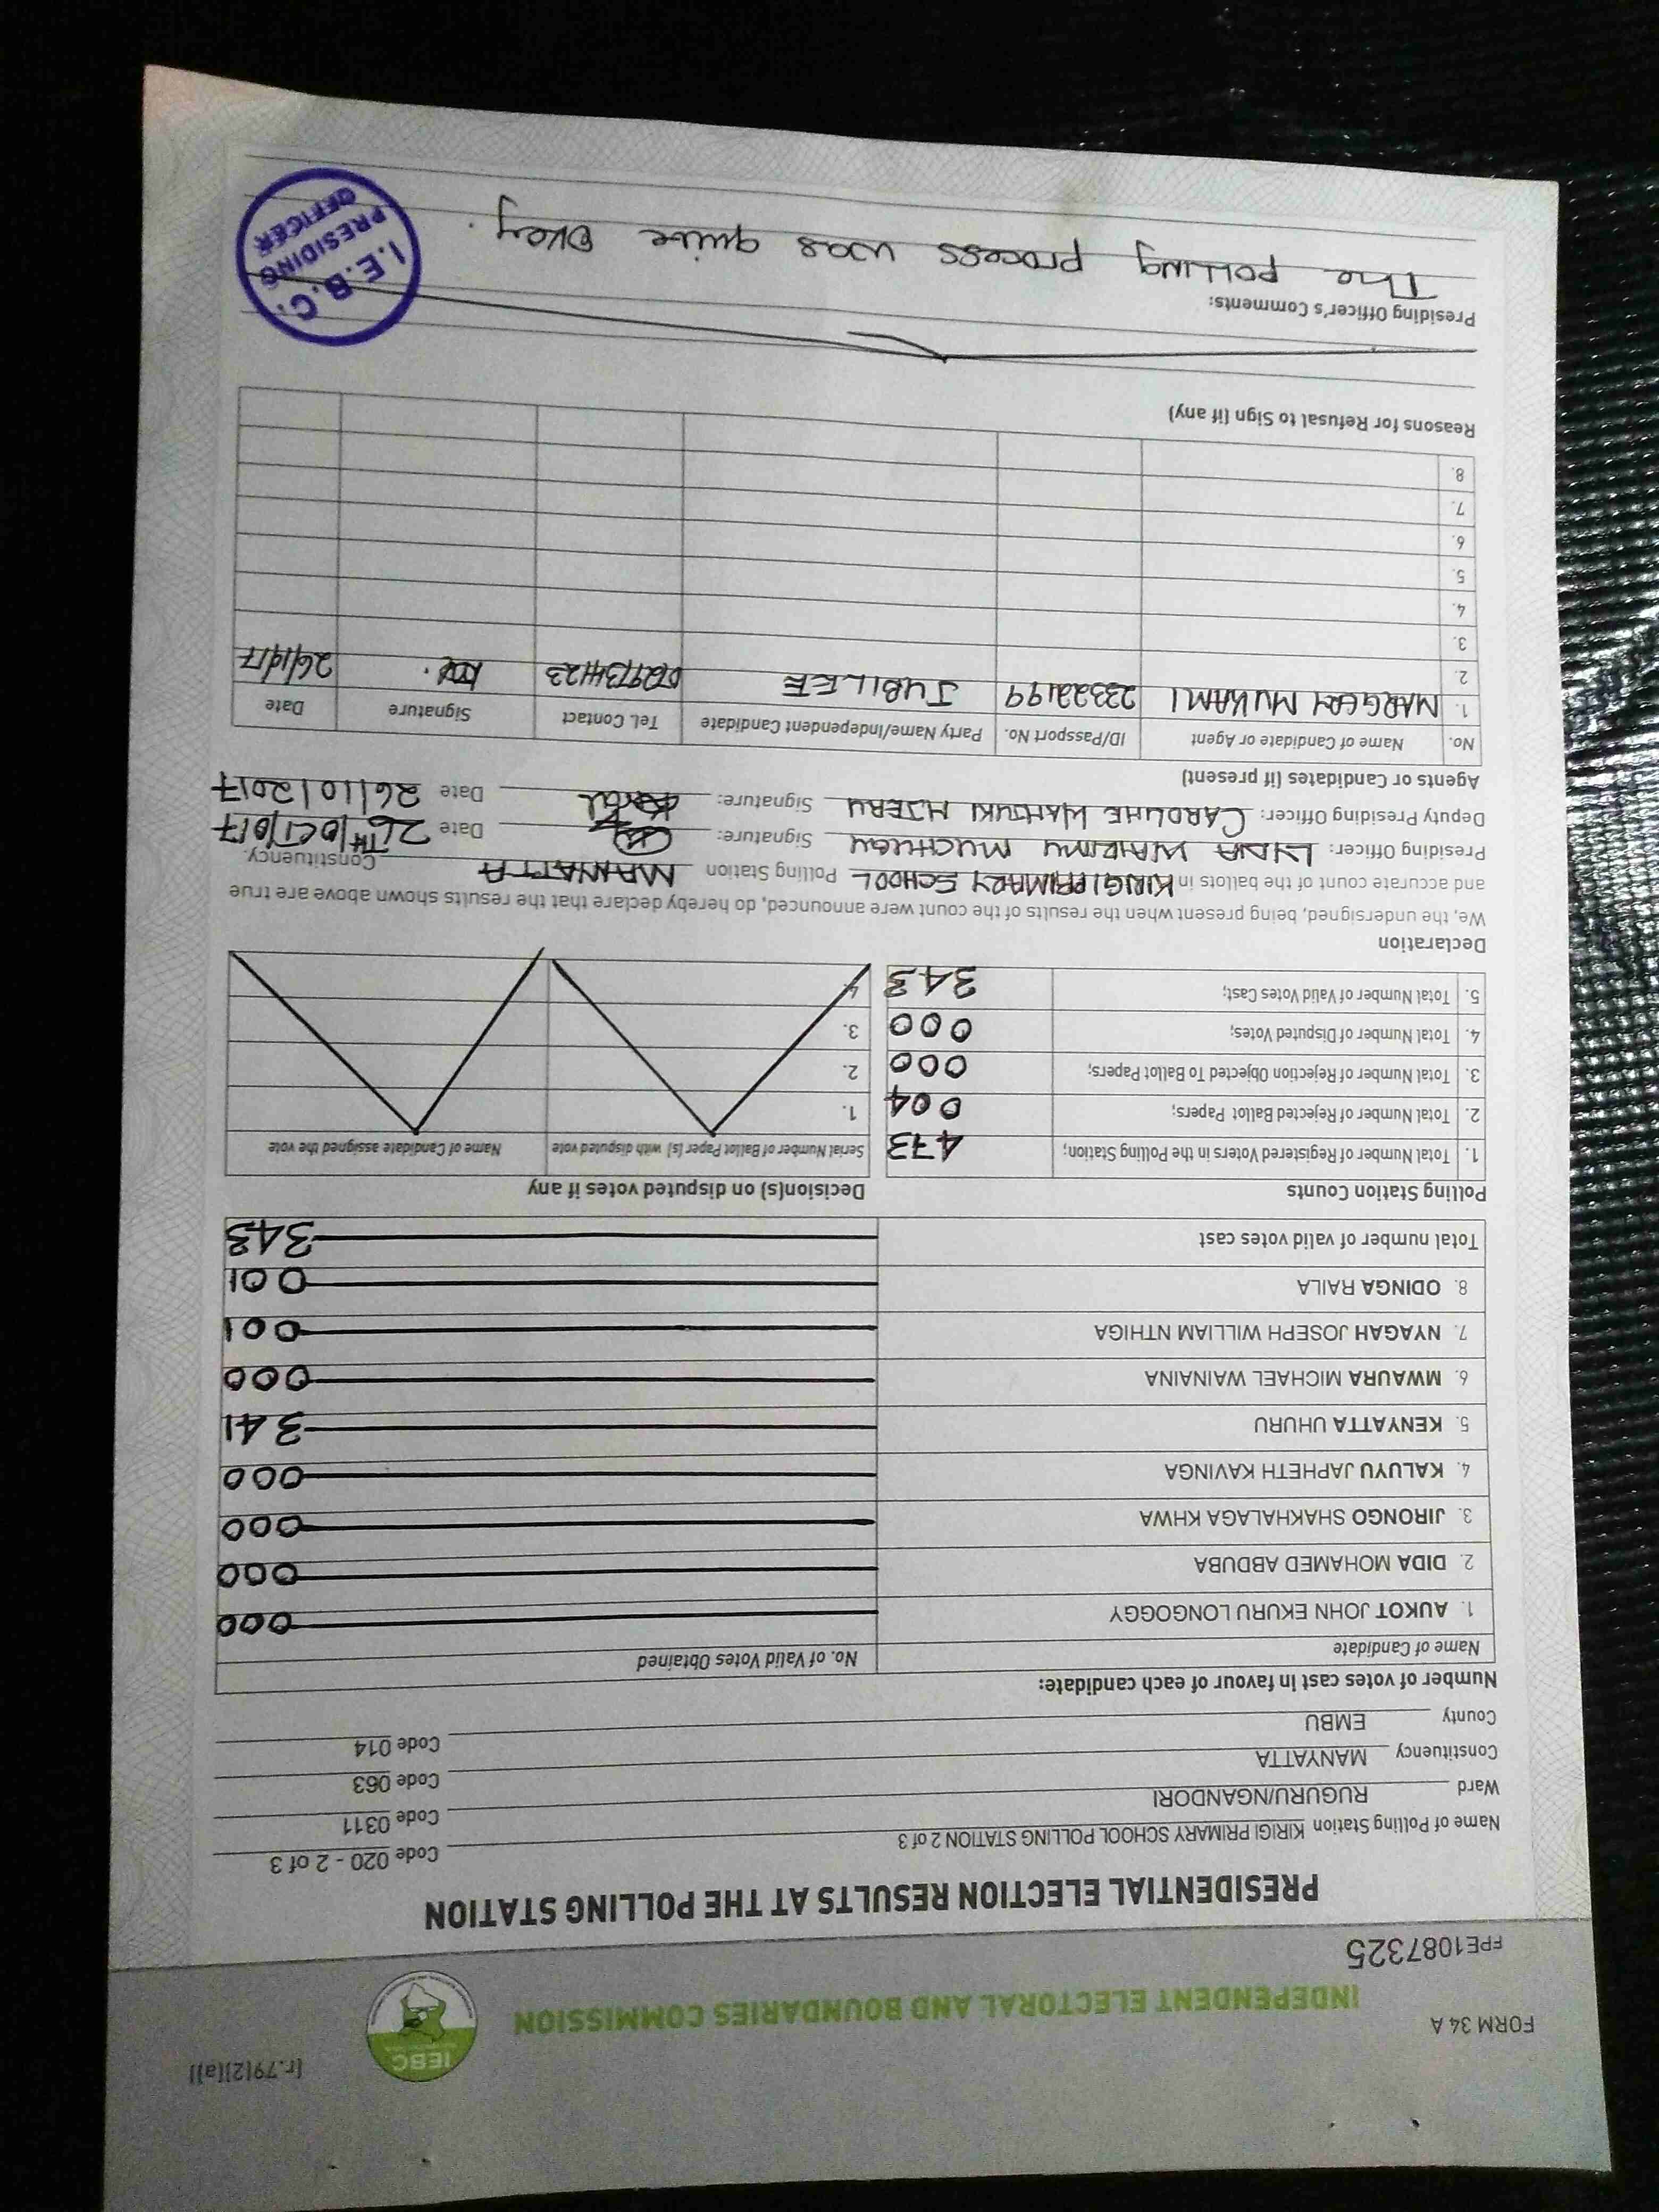 FORM 34 A
[r.79(2)(a)]
IEBC
INDEPENDENT ELECTORAL AND BOUNDARIES COMMISSION
FPE1087325
PRESIDENTIAL ELECTION RESULTS AT THE POLLING STATION
Name of Polling Station KIRIGI PRIMARY SCHOOL POLLING STATION 2 of 3 Code 020 - 2 of 3
Ward RUGURU/NGANDORI Code 0311
Constituency MANYATTA Code 063
County EMBU Code 014
Number of votes cast in favour of each candidate:
Name of Candidate No. of Valid Votes Obtained
1. AUKOT JOHN EKURU LONGOGGY 000
2. DIDA MOHAMED ABDUBA 000
3. JIRONGO SHAKHALAGA KHWA 000
4. KALUYU JAPHETH KAVINGA 000
5. KENYATTA UHURU 341
6. MWAURA MICHAEL WAINAINA 000
7. NYAGAH JOSEPH WILLIAM NTHIGA 001
8. ODINGA RAILA 001
Total number of valid votes cast 343
Polling Station Counts
1. Total Number of Registered Voters in the Polling Station; 473
2. Total Number of Rejected Ballot Papers; 004
3. Total Number of Rejection Objected To Ballot Papers; 000
4. Total Number of Disputed Votes; 000
5. Total Number of Valid Votes Cast; 343
Decision(s) on disputed votes if any
Serial Number of Ballot Paper (s) with disputed vote Name of Candidate assigned the vote
1.
2.
3.
4.
Declaration
We, the undersigned, being present when the results of the count were announced, do hereby declare that the results shown above are true
and accurate count of the ballots in KIRIGI PRIMARY SCHOOL Polling Station MANYATTA Constituency.
Presiding Officer: LYDIA WARIMU MUCHEGU Signature: Date 26TH/OCT/017
Deputy Presiding Officer: CAROLINE WANJUKI NJERU Signature: Date 26/10/2017
Agents or Candidates (if present)
No. Name of Candidate or Agent ID/Passport No. Party Name/Independent Candidate Tel. Contact Signature Date
1. MARGERY MUKAMI 23322199 JUBILEE 26/10/17
2.
3.
4.
5.
6.
7.
8.
Reasons for Refusal to Sign (if any)
Presiding Officer's Comments:
The polling process was quite okay.
I.E.B.C.
PRESIDING
OFFICER